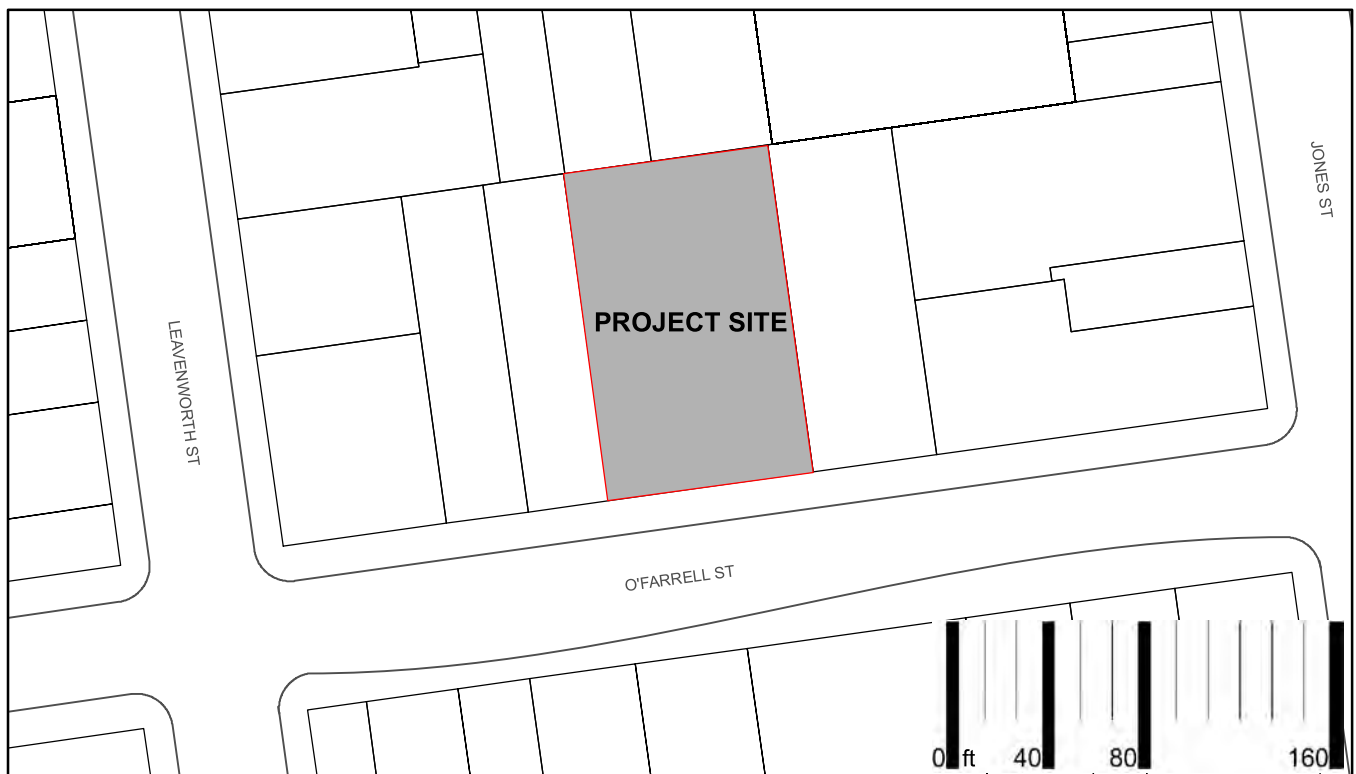 JONES ST
PROJECT SITE
LEAVENWORTH ST
O'FARRELL ST
0 ft 40 80 160